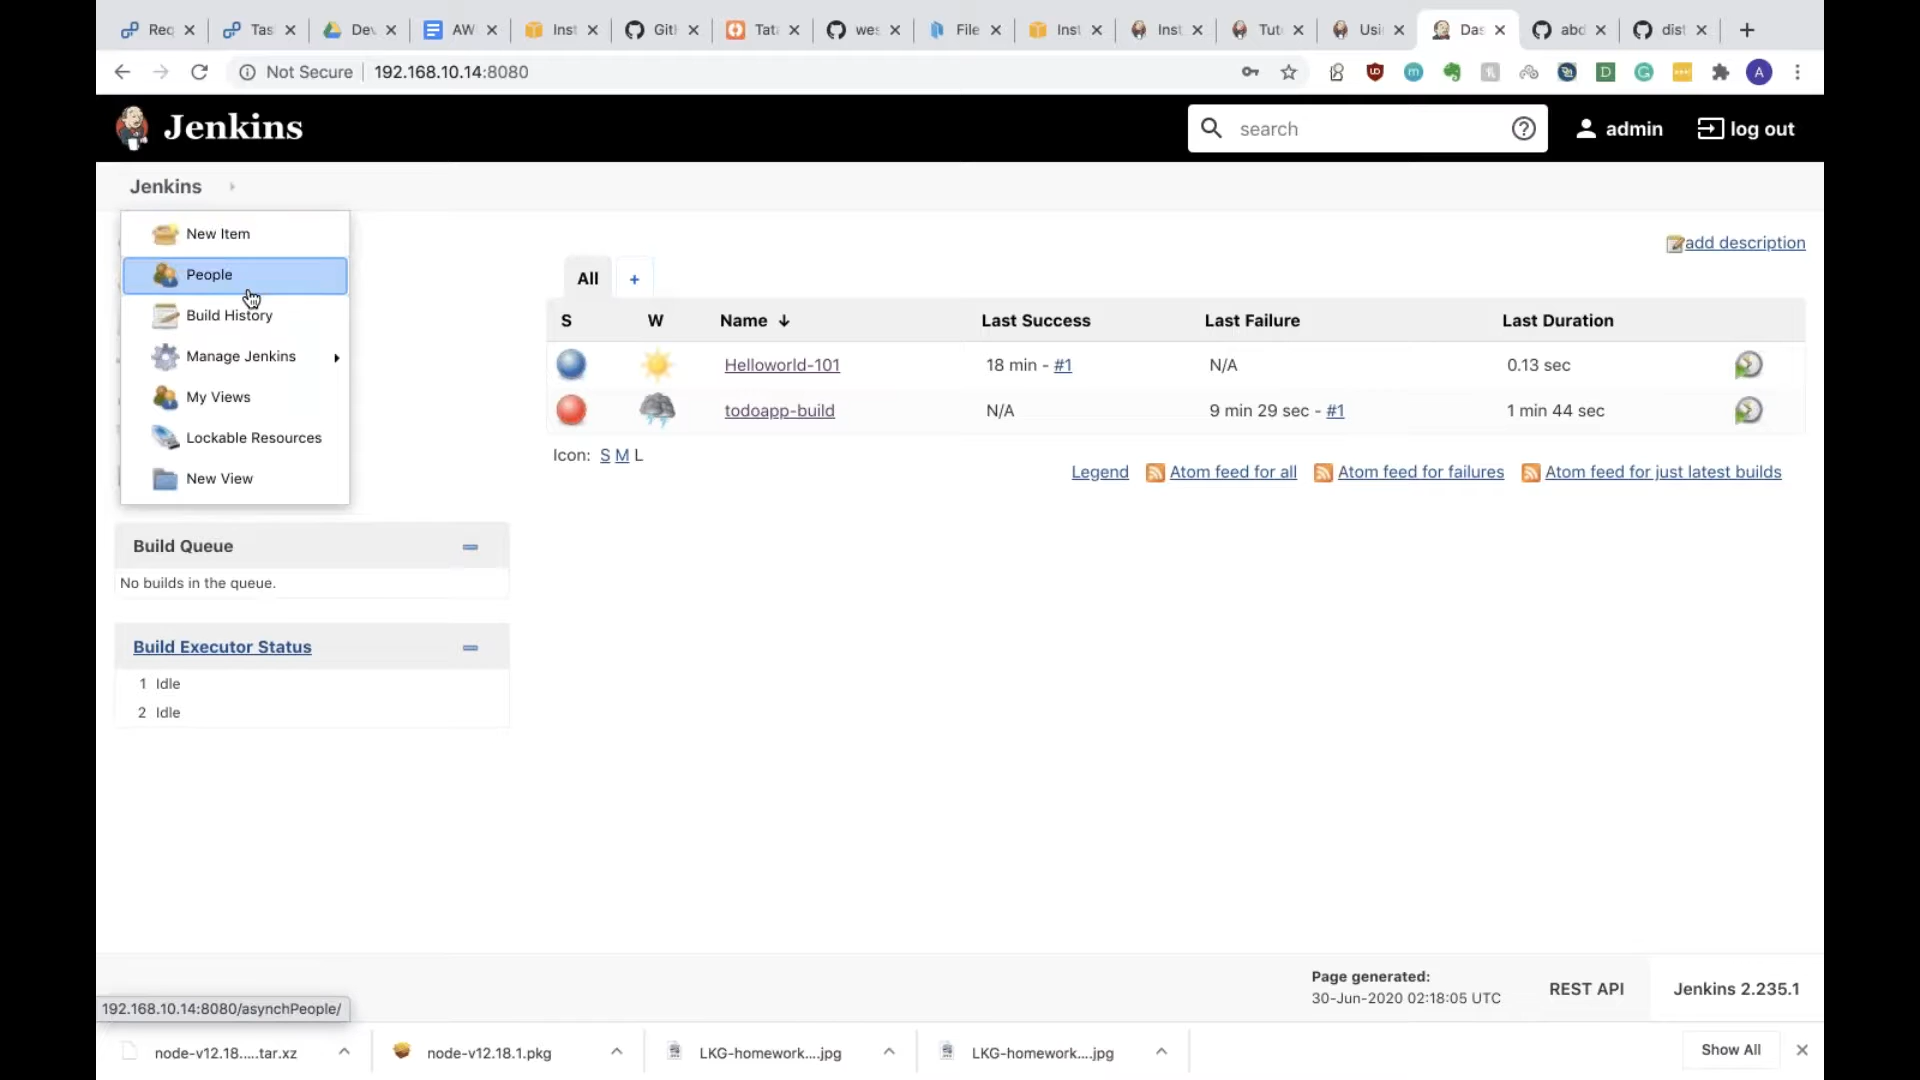 Req
Tas
Dev
AW
Inst
Gitl
Tat
wes
File
Inst
Inst
Tut
Usi
Das
abd
dist
Not Secure
192.168.10.14:8080
A
Jenkins
search
admin
log out
Jenkins
New Item
People
Build History
Manage Jenkins
My Views
Lockable Resources
New View
add description
All
+
S W Name ↓ Last Success Last Failure Last Duration
Helloworld-101 18 min - #1 N/A 0.13 sec
todoapp-build N/A 9 min 29 sec - #1 1 min 44 sec
Icon: S M L
Legend Atom feed for all Atom feed for failures Atom feed for just latest builds
Build Queue
No builds in the queue.
Build Executor Status
1 Idle
2 Idle
Page generated:
30-Jun-2020 02:18:05 UTC
REST API
Jenkins 2.235.1
192.168.10.14:8080/asynchPeople/
node-v12.18.....tar.xz
node-v12.18.1.pkg
LKG-homework....jpg
LKG-homework....jpg
Show All